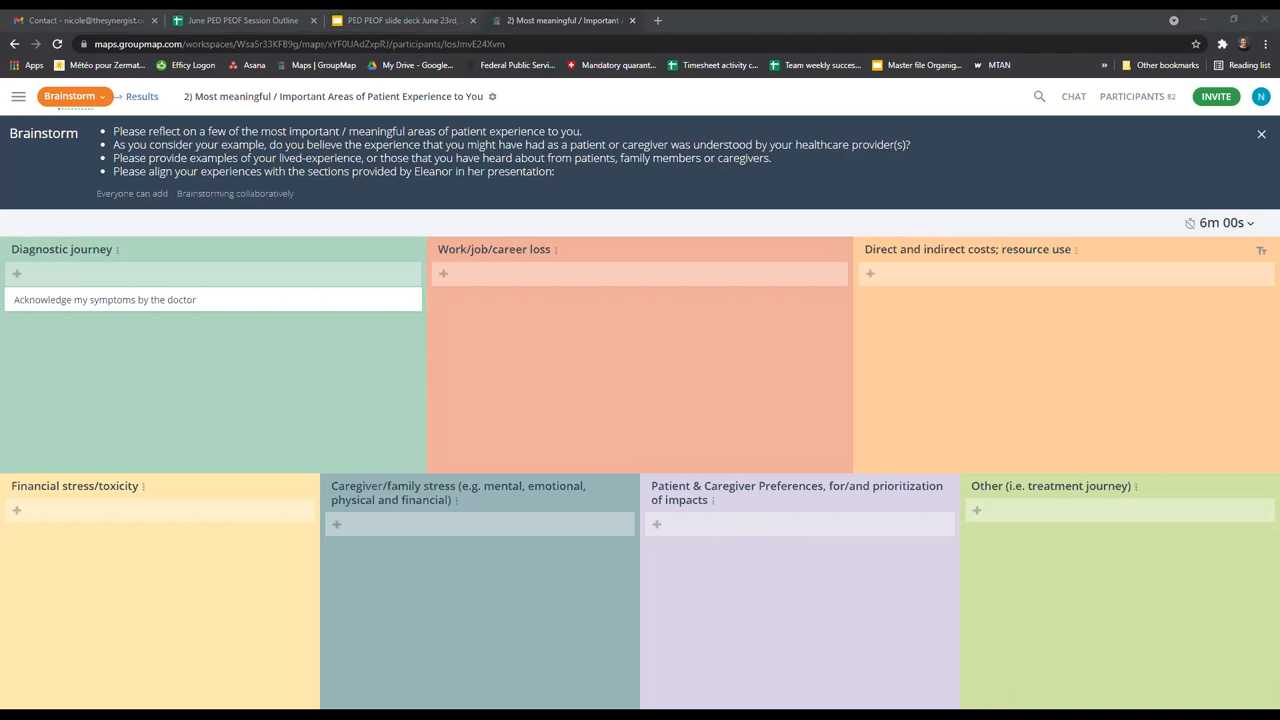 Contact - nicole@thesynergist.o
June PED PEOF Session Outline
PED PEOF slide deck June 23rd,
2) Most meaningful / Important A
maps.groupmap.com/workspaces/Wsa5r33KFB9g/maps/xYF0UAdZxpRJ/participants/IosJmvE24Xvm
Apps
Météo pour Zermat...
Efficy Logon
Asana
Maps | GroupMap
My Drive - Google...
Federal Public Servi...
Mandatory quarant...
Timesheet activity c...
Team weekly succes...
Master file Organig...
MTAN
»
Other bookmarks
Reading list
Brainstorm
Results
2) Most meaningful / Important Areas of Patient Experience to You
CHAT
PARTICIPANTS 82
INVITE
N
Brainstorm
• Please reflect on a few of the most important / meaningful areas of patient experience to you.
• As you consider your example, do you believe the experience that you might have had as a patient or caregiver was understood by your healthcare provider(s)?
• Please provide examples of your lived-experience, or those that you have heard about from patients, family members or caregivers.
• Please align your experiences with the sections provided by Eleanor in her presentation:
Everyone can add Brainstorming collaboratively
6m 00s
Diagnostic journey
Work/job/career loss
Direct and indirect costs; resource use
Tт
+
+
+
Acknowledge my symptoms by the doctor
Financial stress/toxicity
+
Caregiver/family stress (e.g. mental, emotional,
physical and financial)
+
Patient & Caregiver Preferences, for/and prioritization
of impacts
+
Other (i.e. treatment journey)
+